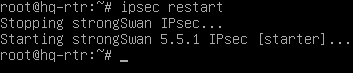 root@hq-rtr:~# ipsec restart
Stopping strongSwan IPsec...
Starting strongSwan 5.5.1 IPsec [starter]...
root@hq-rtr:~# _